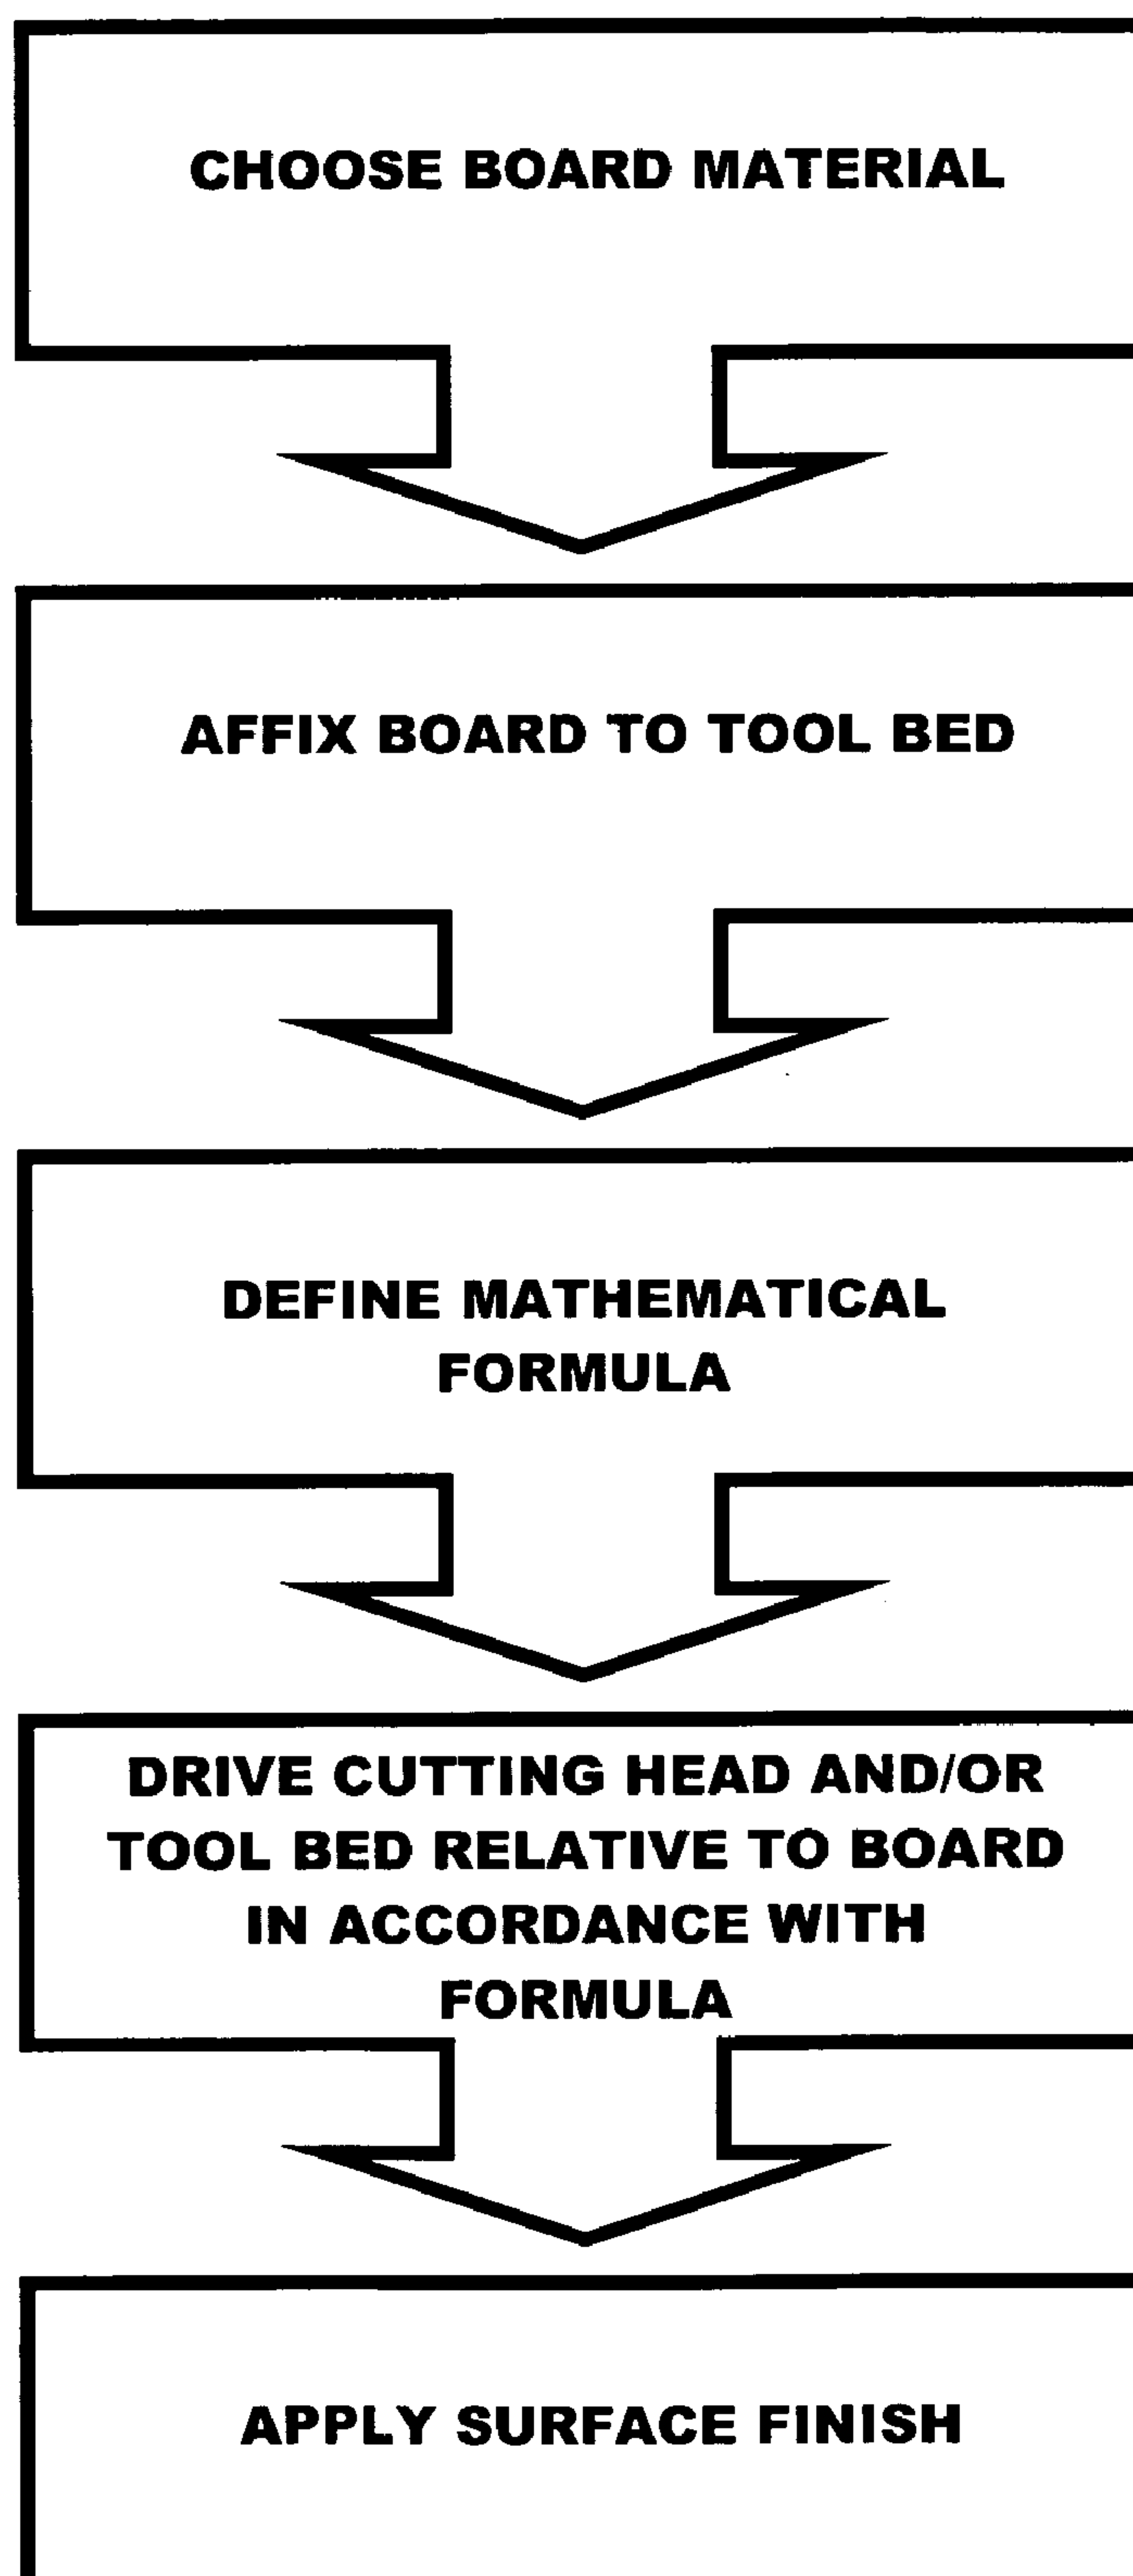 CHOOSE BOARD MATERIAL
AFFIX BOARD TO TOOL BED
DEFINE MATHEMATICAL
FORMULA
DRIVE CUTTING HEAD AND/OR
TOOL BED RELATIVE TO BOARD
IN ACCORDANCE WITH
FORMULA
APPLY SURFACE FINISH